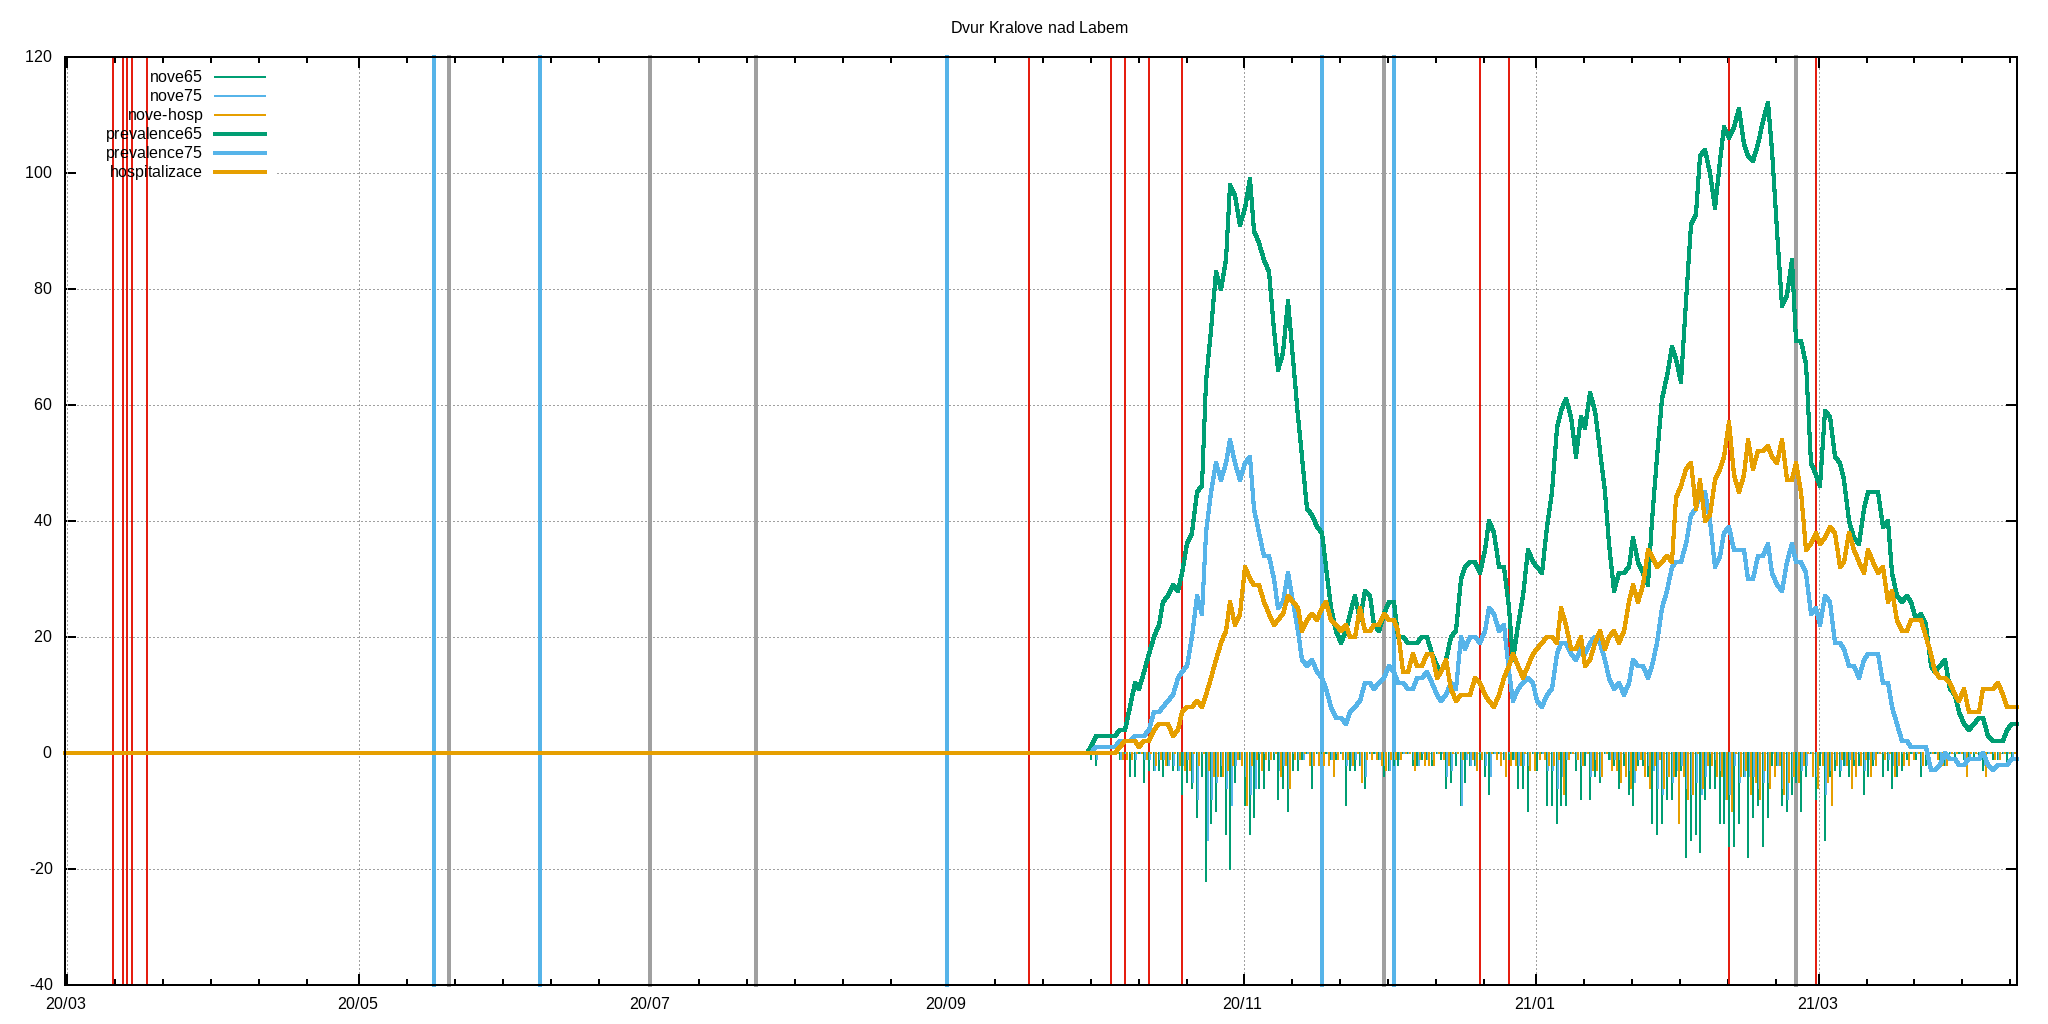 Dvur Kralove nad Labem
120
100
80
60
40
20
0
-20
-40
nove65
nove75
nove-hosp
prevalence65
prevalence75
hospitalizace
20/03
20/05
20/07
20/09
20/11
21/01
21/03